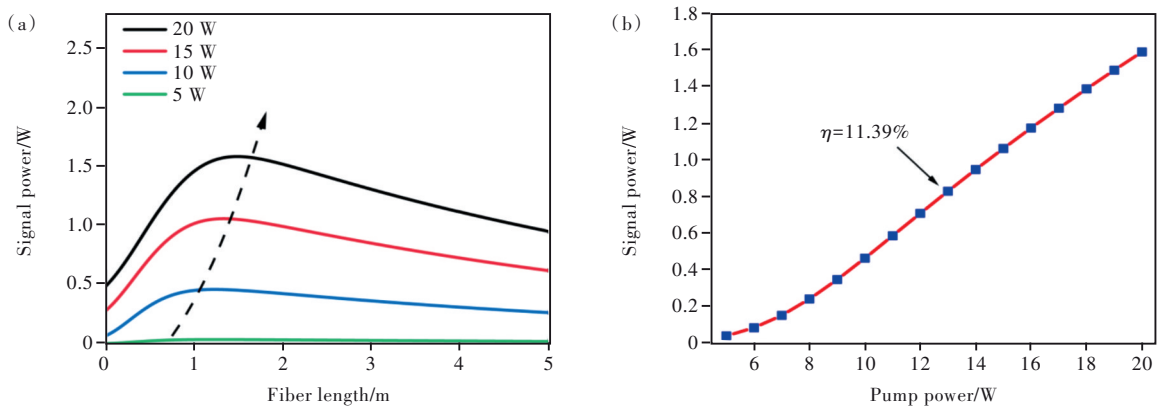 (a)
20 W
15 W
10 W
5 W
2.5
2.0
1.5
1.0
0.5
0
Signal power/W
0 1 2 3 4 5
Fiber length/m
(b)
1.8
1.6
1.4
1.2
1.0
0.8
0.6
0.4
0.2
0
Signal power/W
η=11.39%
6 8 10 12 14 16 18 20
Pump power/W